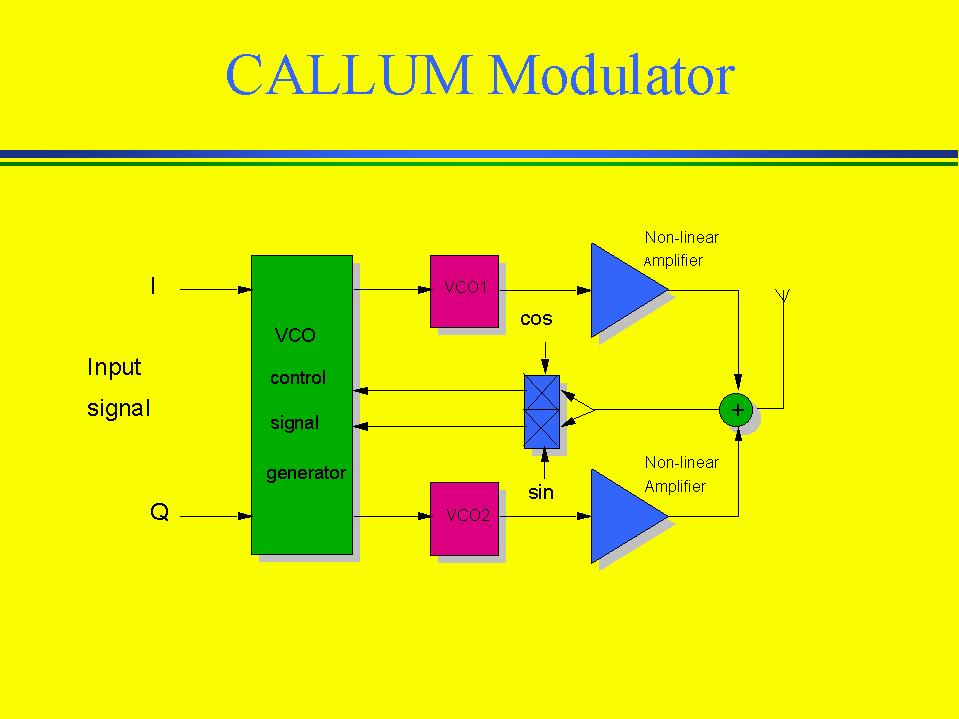 CALLUM Modulator
Non-linear
Amplifier
I
VCO1
cos
VCO
Input
control
signal
signal
+
generator
Non-linear
Amplifier
sin
Q
VCO2